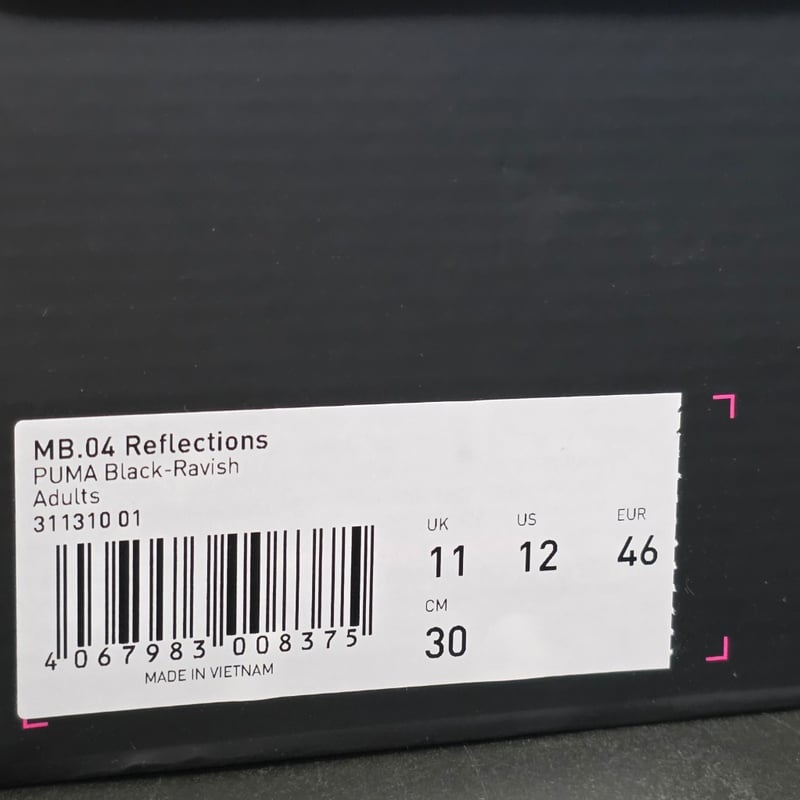 MB.04 Reflections
PUMA Black-Ravish
Adults
311310 01
UK US EUR
11 12 46
CM
30
4 067983 008375
MADE IN VIETNAM